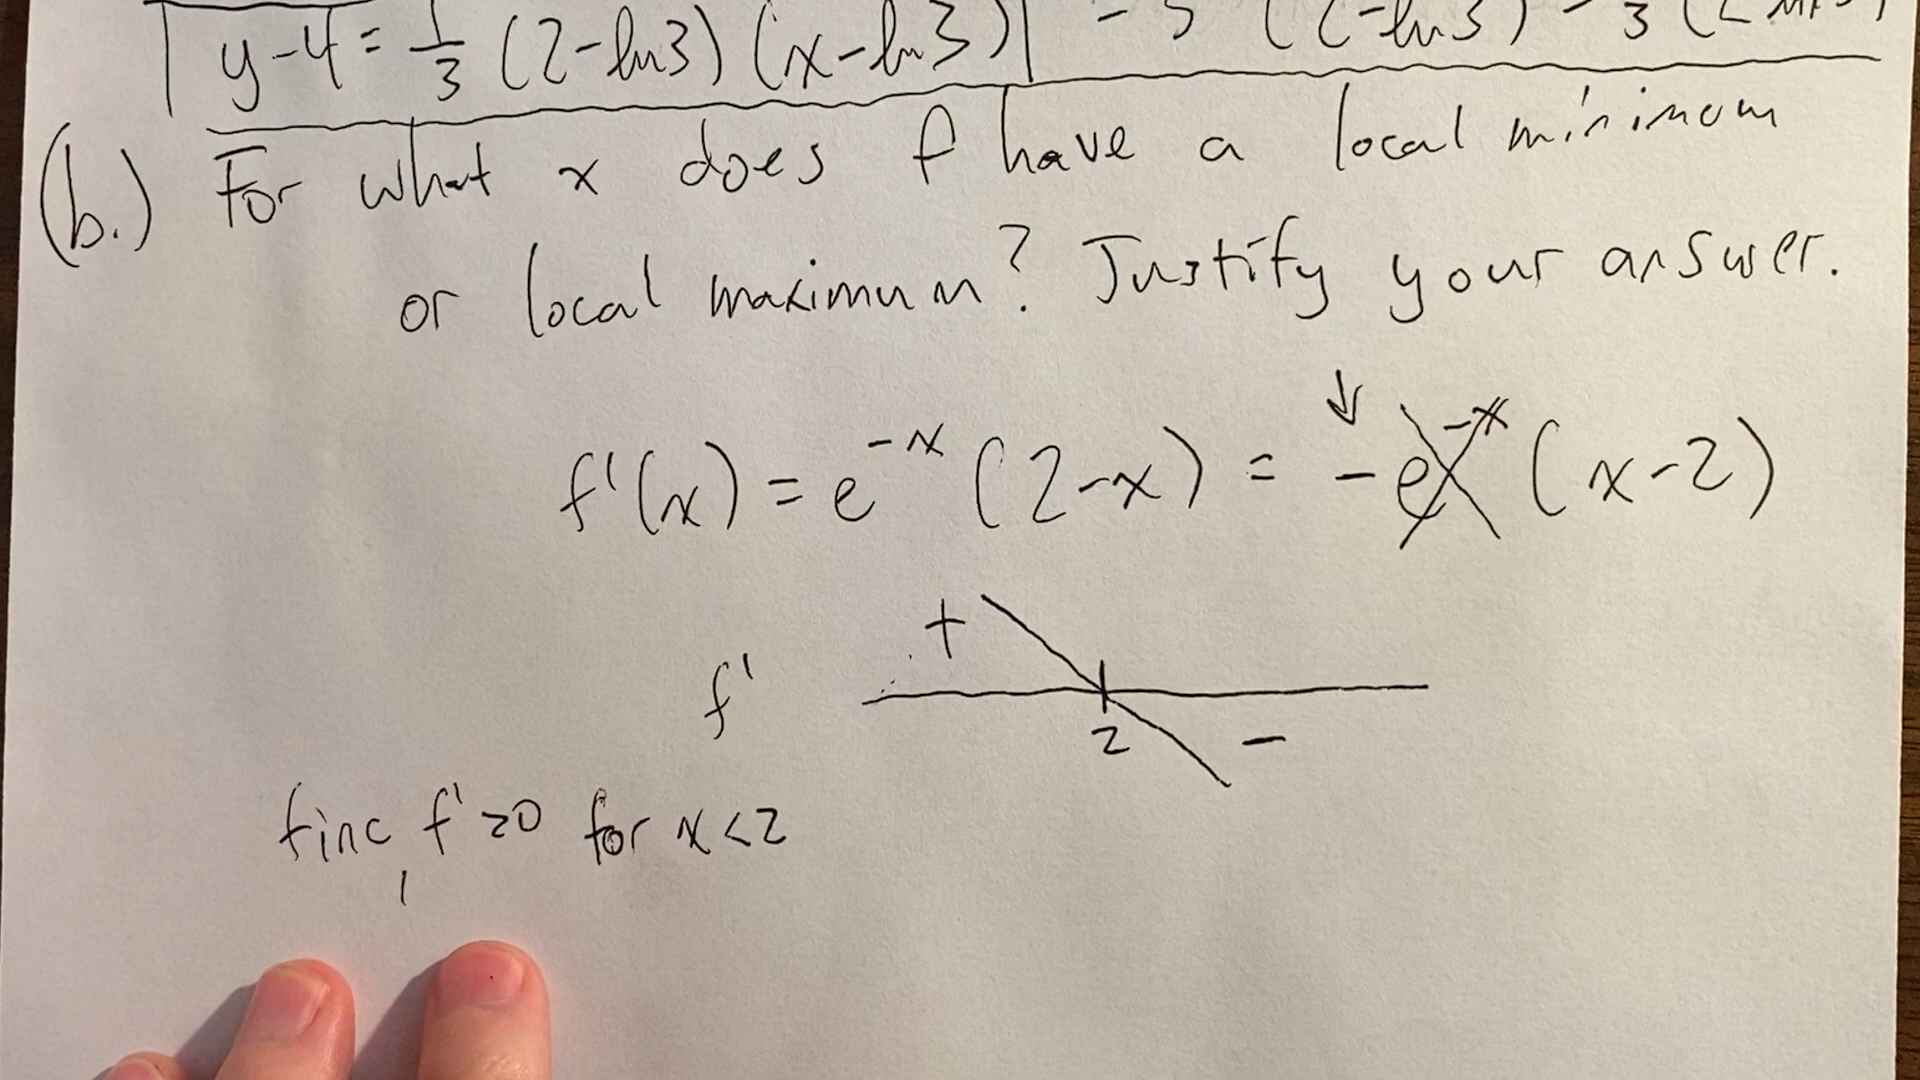 y-4 = 1/3 (2-ln3) (x-ln3)
(b.) For what x does f have a local minimum
or local maximum? Justify your answer.
f'(x) = e^-x (2-x) = -e^-x (x-2)
+
f'
2 -
f inc, f' >0 for x<2